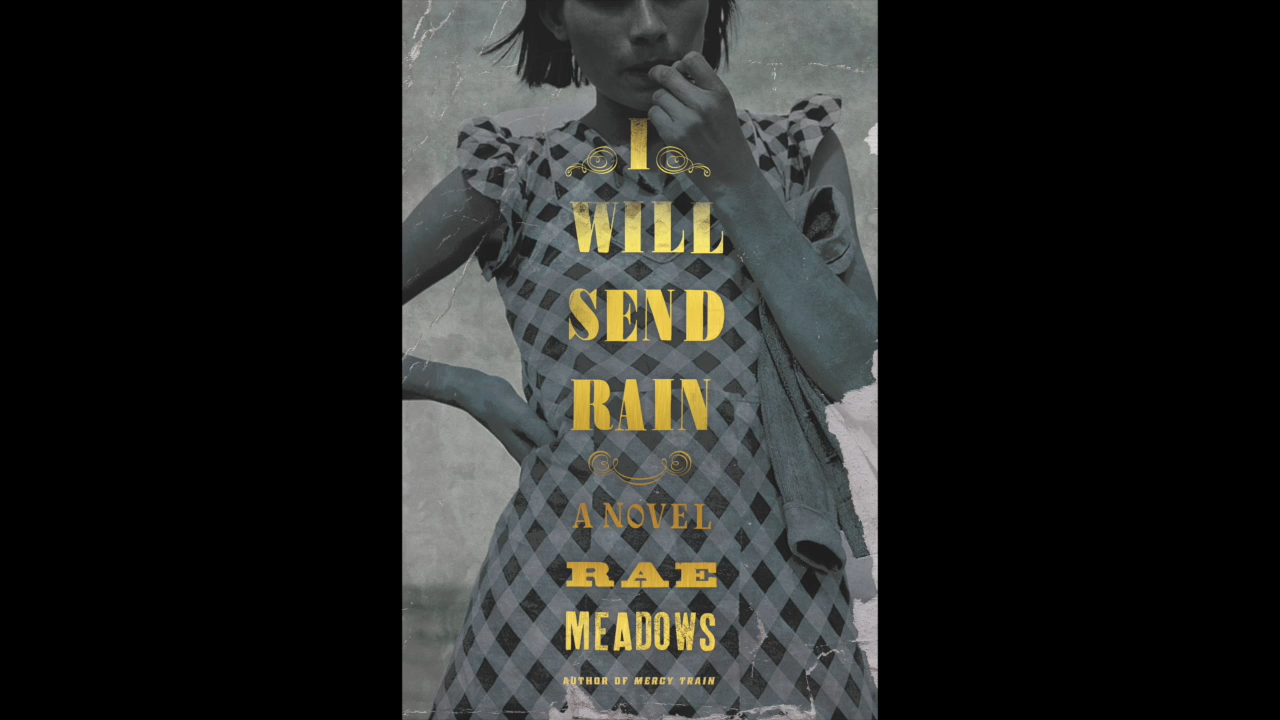 I
WILL
SEND
RAIN
A NOVEL
RAE
MEADOWS
AUTHOR OF MERCY TRAIN